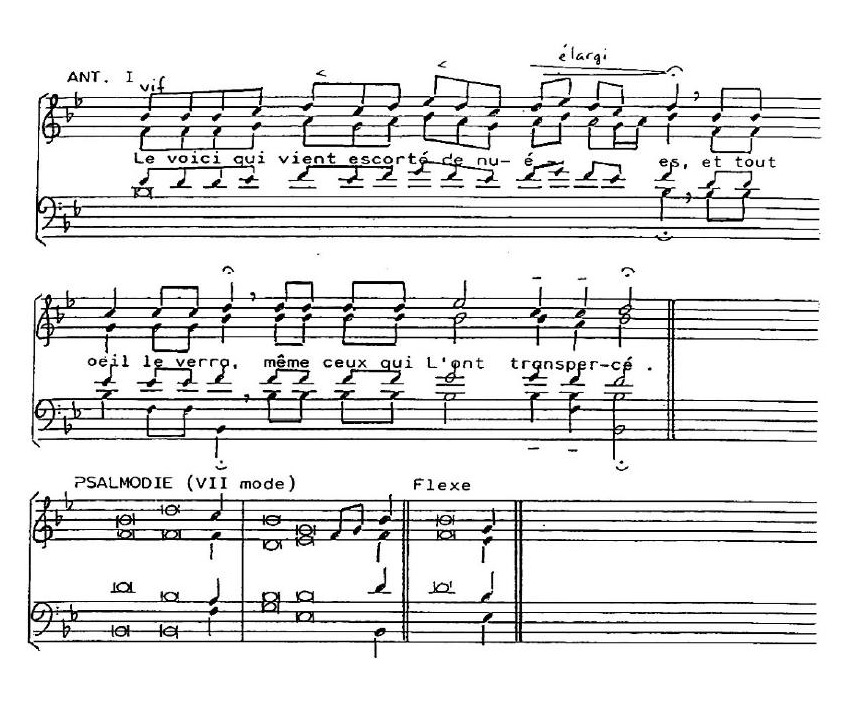 élargi
ANT. I vif
Le voici qui vient escorté de nu- é - es, et tout
oeil le verra, même ceux qui L'ont transper-cé .
PSALMODIE (VII mode) Flexe